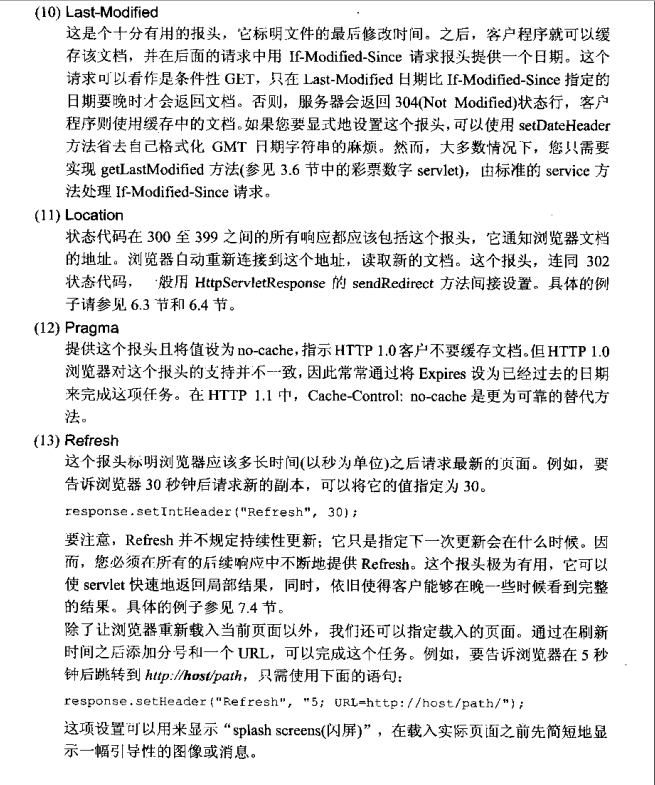 (10) Last-Modified
这是个十分有用的报头，它标明文件的最后修改时间。之后，客户程序就可以缓
存该文档，并在后面的请求中用 If-Modified-Since 请求报头提供一个日期。这个
请求可以看作是条件性 GET，只在 Last-Modified 日期比 If-Modified-Since 指定的
日期要晚时才会返回文档。否则，服务器会返回 304(Not Modified)状态行，客户
程序则使用缓存中的文档。如果您要显式地设置这个报头，可以使用 setDateHeader
方法省去自己格式化 GMT 日期字符串的麻烦。然而，大多数情况下，您只需要
实现 getLastModified 方法(参见 3.6 节中的彩票数字 servlet)，由标准的 service 方
法处理 If-Modified-Since 请求。
(11) Location
状态代码在 300 至 399 之间的所有响应都应该包括这个报头，它通知浏览器文档
的地址。浏览器自动重新连接到这个地址，读取新的文档。这个报头，连同 302
状态代码，般用 HttpServletResponse 的 sendRedirect 方法间接设置。具体的例
子请参见 6.3 节和 6.4 节。
(12) Pragma
提供这个报头且将值设为 no-cache，指示 HTTP 1.0 客户不要缓存文档。但 HTTP 1.0
浏览器对这个报头的支持并不一致，因此常常通过将 Expires 设为已经过去的日期
来完成这项任务。在 HTTP 1.1 中，Cache-Control: no-cache 是更为可靠的替代方
法。
(13) Refresh
这个报头标明浏览器应该多长时间(以秒为单位)之后请求最新的页面。例如，要
告诉浏览器 30 秒钟后请求新的副本，可以将它的值指定为 30。
response.setIntHeader("Refresh", 30);
要注意，Refresh 并不规定持续性更新；它只是指定下一次更新会在什么时候。因
而，您必须在所有的后续响应中不断地提供 Refresh。这个报头极为有用，它可以
使 servlet 快速地返回局部结果，同时，依旧使得客户能够在晚一些时候看到完整
的结果。具体的例子参见 7.4 节。
除了让浏览器重新载入当前页面以外，我们还可以指定载入的页面。通过在刷新
时间之后添加分号和一个 URL，可以完成这个任务。例如，要告诉浏览器在 5 秒
钟后跳转到 http://host/path，只需使用下面的语句：
response.setHeader("Refresh", "5; URL=http://host/path/");
这项设置可以用来显示“splash screens(闪屏)”，在载入实际页面之前先简短地显
示一幅引导性的图像或消息。